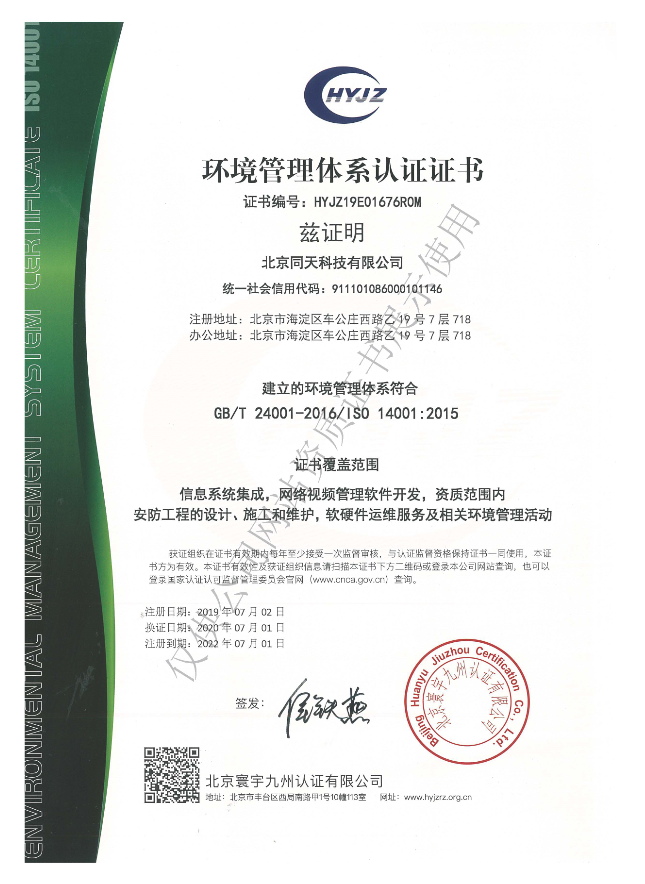 ENVIRONMENTAL MANAGEMENT SYSTEM CERTIFICATE ISO 14001
HYJZ
环境管理体系认证证书
证书编号：HYJZ19E01676R0M
兹证明
北京同天科技有限公司
统一社会信用代码：911101086000101146
注册地址：北京市海淀区车公庄西路乙 19 号 7 层 718
办公地址：北京市海淀区车公庄西路乙 19 号 7 层 718
建立的环境管理体系符合
GB/T 24001-2016/ISO 14001:2015
证书覆盖范围
信息系统集成，网络视频管理软件开发，资质范围内
安防工程的设计、施工和维护，软硬件运维服务及相关环境管理活动
获证组织在证书有效期内每年至少接受一次监督审核，与认证监督资格保持证书一同使用，本证
书方为有效。本证书有效性及获证组织信息请扫描本证书下方二维码或登录本公司网站查询，也可以
登录国家认证认可监督管理委员会官网（www.cnca.gov.cn）查询。
注册日期：2019 年 07 月 02 日
换证日期：2020 年 07 月 01 日
注册到期：2022 年 07 月 01 日
签发：
Beijing Huanyu Jiuzhou Certification Co., Ltd.
北京寰宇九州认证有限公司
北京寰宇九州认证有限公司
地址：北京市丰台区西局南路甲1号10幢113室 网址：www.hyjzrz.org.cn
仅供公司网站资质证书展示使用